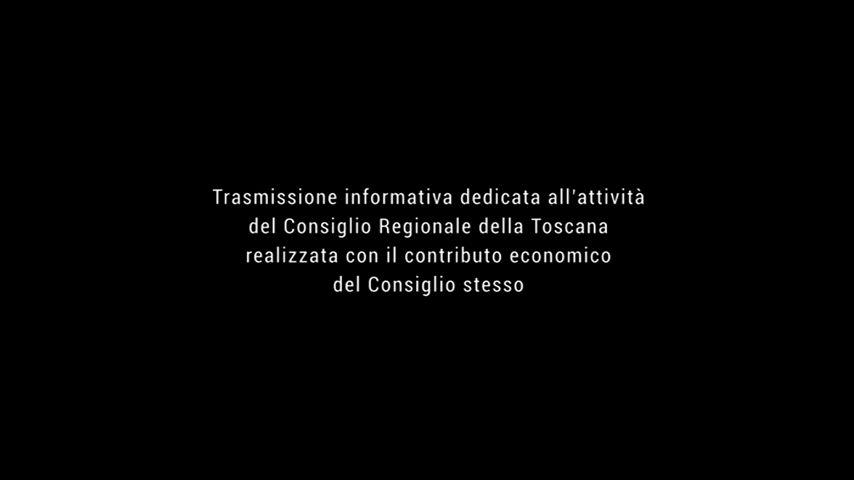 Trasmissione informativa dedicata all'attività
del Consiglio Regionale della Toscana
realizzata con il contributo economico
del Consiglio stesso